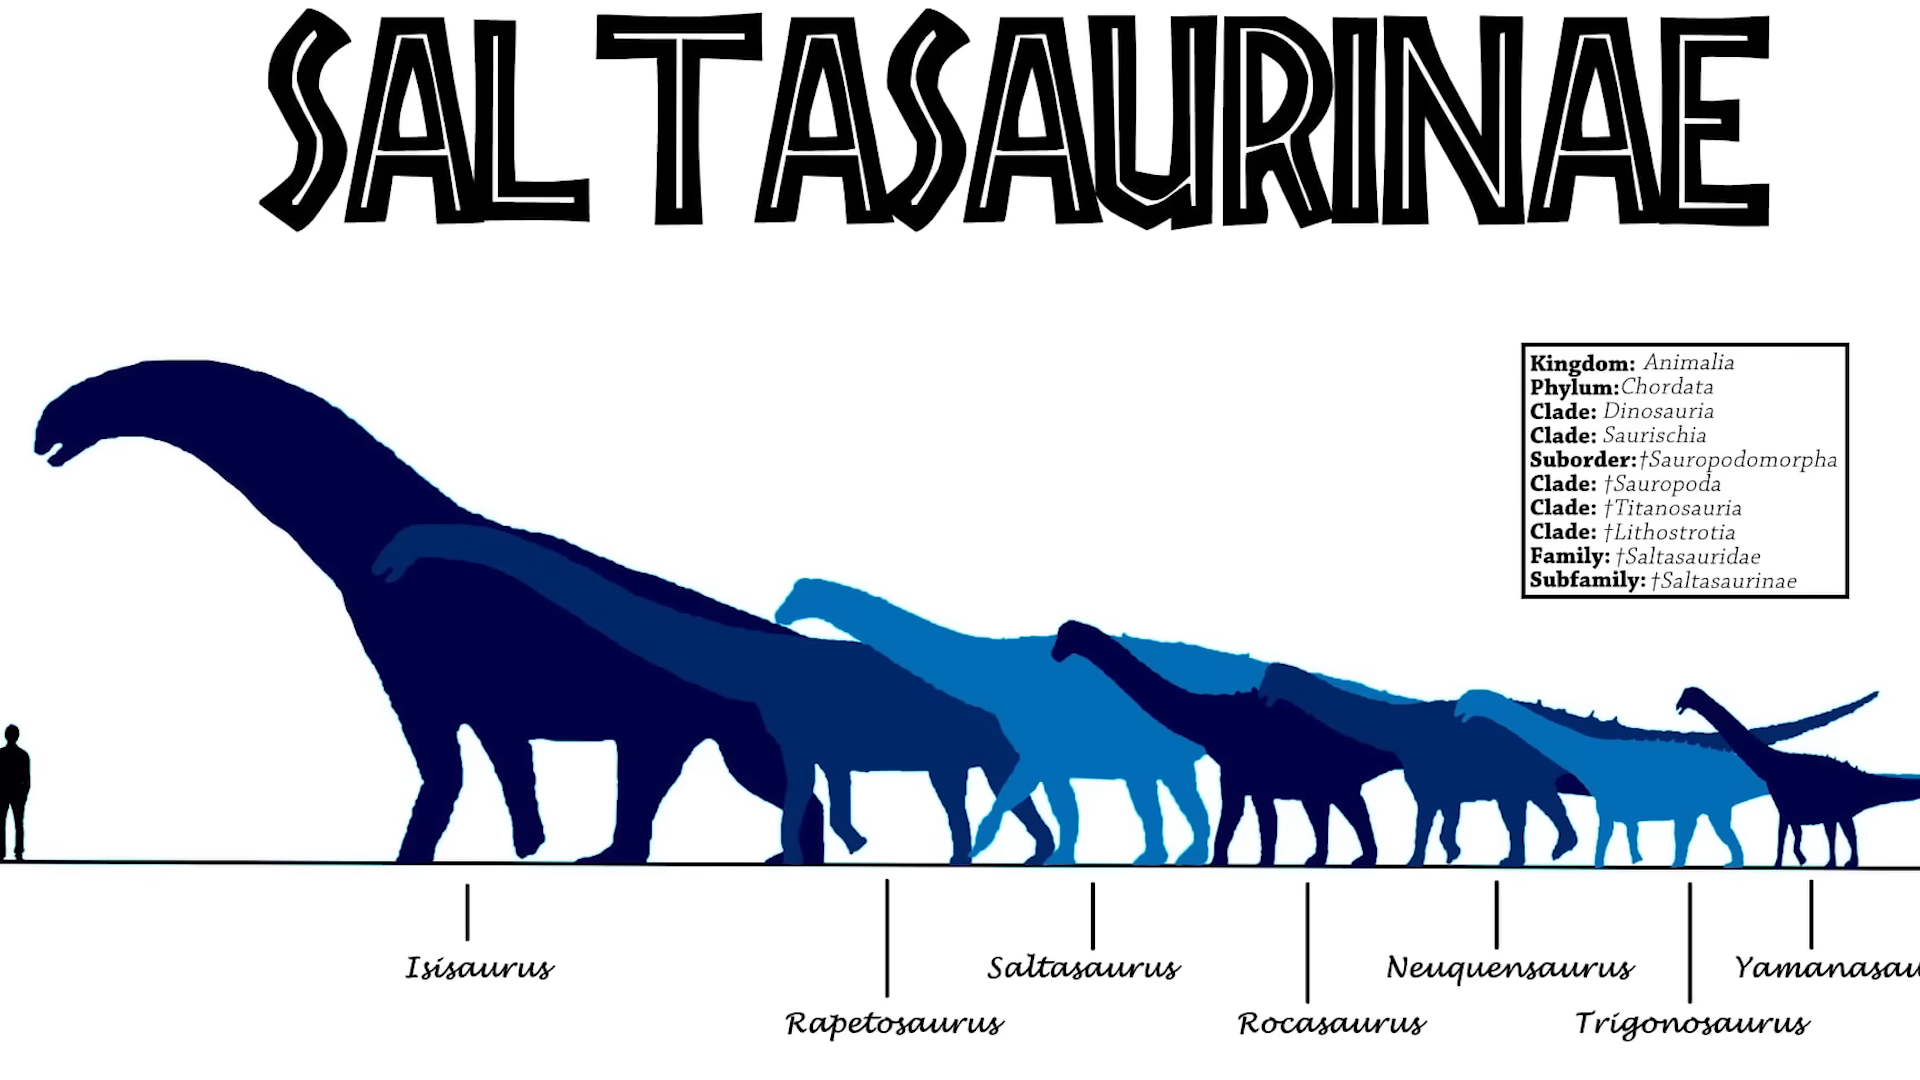 SALTASAURINAE
Kingdom: Animalia
Phylum:Chordata
Clade: Dinosauria
Clade: Saurischia
Suborder:†Sauropodomorpha
Clade: †Sauropoda
Clade: †Titanosauria
Clade: †Lithostrotia
Family: †Saltasauridae
Subfamily: †Saltasaurinae
Isisaurus
Saltasaurus
Neuquensaurus
Yamanasau
Rapetosaurus
Rocasaurus
Trigonosaurus